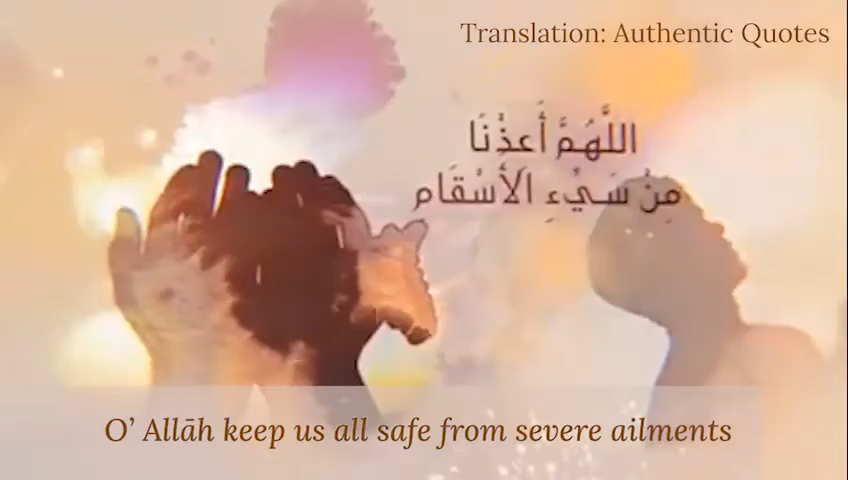 Translation: Authentic Quotes
اللَّهُمَّ أَعِذْنَا
مِنْ سَيِّءِ الأَسْقَامِ
O’ Allāh keep us all safe from severe ailments